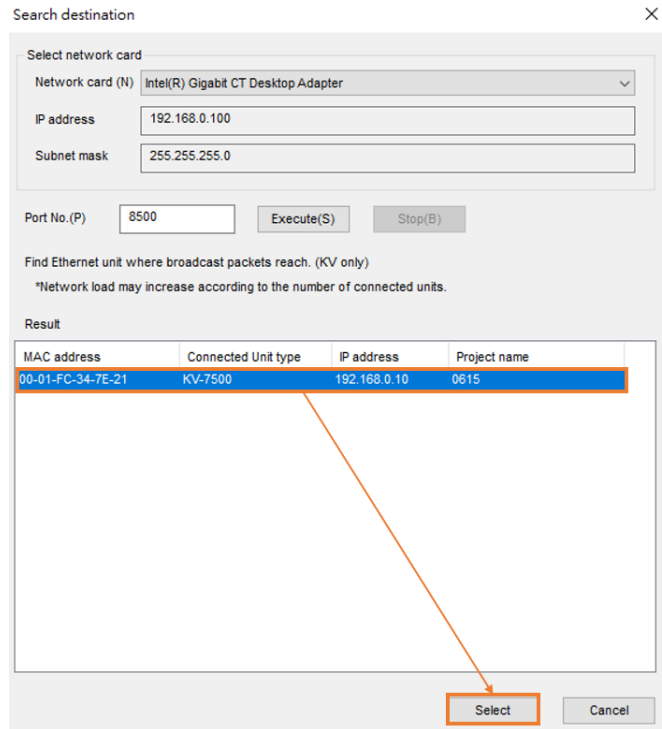 Search destination
Select network card
Network card (N) Intel(R) Gigabit CT Desktop Adapter
IP address 192.168.0.100
Subnet mask 255.255.255.0
Port No.(P) 8500 Execute(S) Stop(B)
Find Ethernet unit where broadcast packets reach. (KV only)
*Network load may increase according to the number of connected units.
Result
MAC address Connected Unit type IP address Project name
00-01-FC-34-7E-21 KV-7500 192.168.0.10 0615
Select Cancel